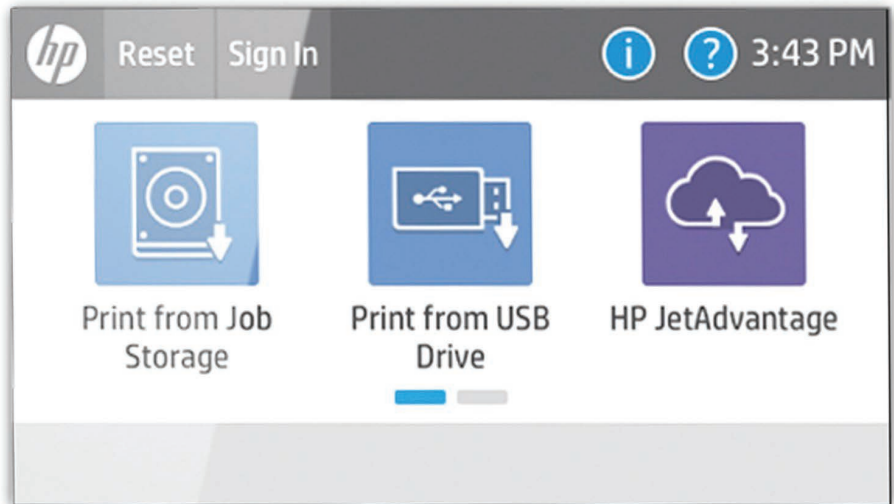 hp Reset Sign In i ? 3:43 PM
Print from Job
Storage
Print from USB
Drive
HP JetAdvantage